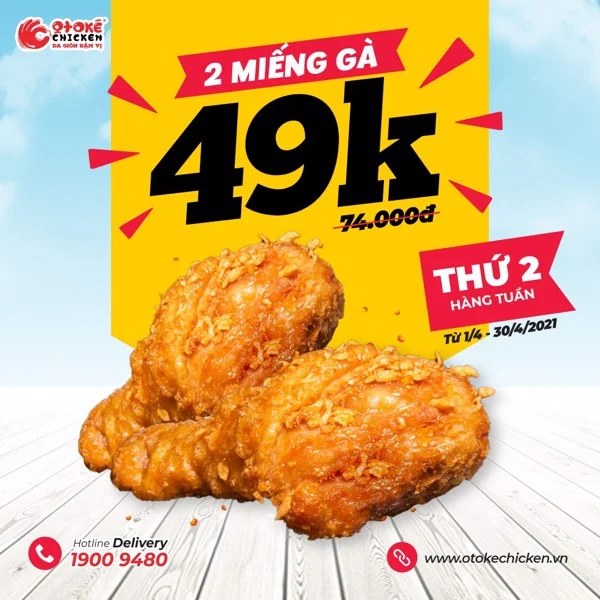 OTOKÉ
CHICKEN
DA GIÒN ĐẬM VỊ
2 MIẾNG GÀ
49k
74.000đ
THỨ 2
HÀNG TUẦN
Từ 1/4 - 30/4/2021
Hotline Delivery
1900 9480
www.otokechicken.vn